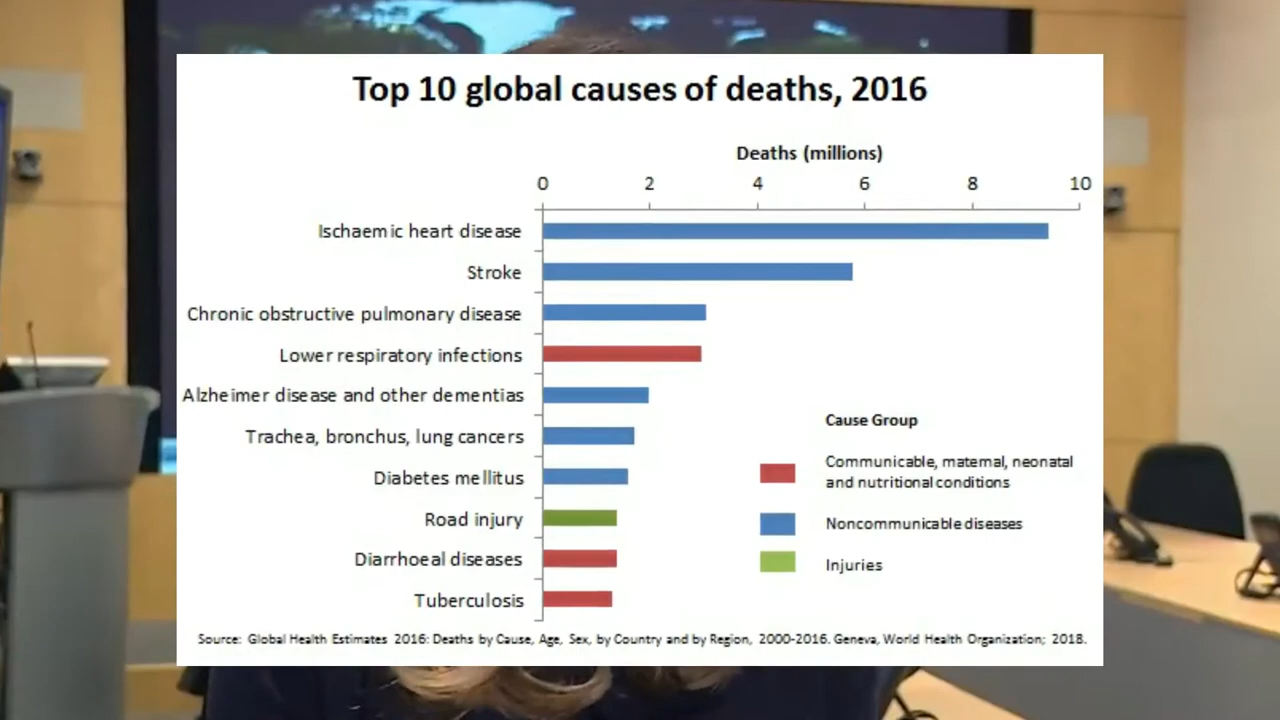 Top 10 global causes of deaths, 2016
Deaths (millions)
0 2 4 6 8 10
Ischaemic heart disease
Stroke
Chronic obstructive pulmonary disease
Lower respiratory infections
Alzheimer disease and other dementias
Trachea, bronchus, lung cancers
Diabetes mellitus
Road injury
Diarrhoeal diseases
Tuberculosis
Cause Group
Communicable, maternal, neonatal
and nutritional conditions
Noncommunicable diseases
Injuries
Source: Global Health Estimates 2016: Deaths by Cause, Age, Sex, by Country and by Region, 2000-2016. Geneva, World Health Organization; 2018.